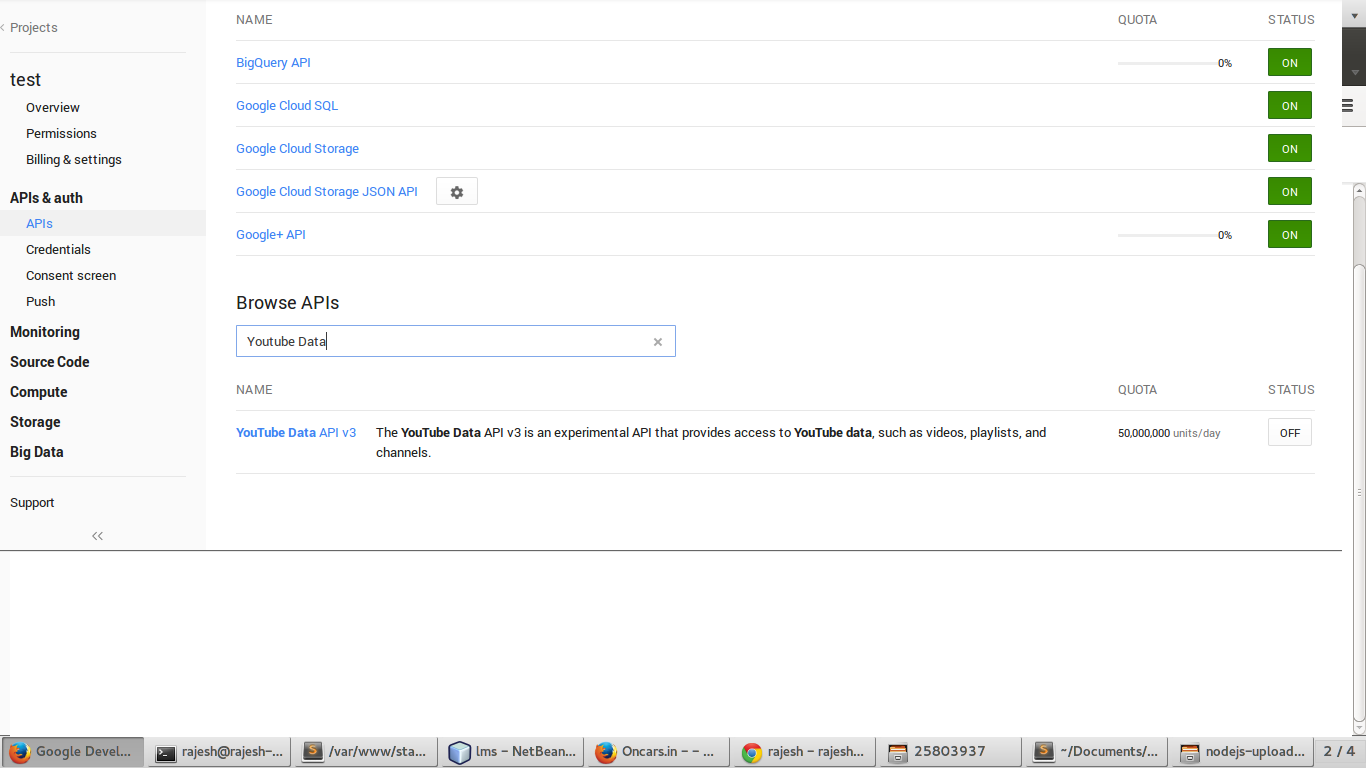 Projects
test
Overview
Permissions
Billing & settings
APIs & auth
APIs
Credentials
Consent screen
Push
Monitoring
Source Code
Compute
Storage
Big Data
Support
NAME QUOTA STATUS
BigQuery API 0% ON
Google Cloud SQL ON
Google Cloud Storage ON
Google Cloud Storage JSON API ON
Google+ API 0% ON
Browse APIs
Youtube Data
NAME QUOTA STATUS
YouTube Data API v3 The YouTube Data API v3 is an experimental API that provides access to YouTube data, such as videos, playlists, and 50,000,000 units/day OFF
channels.
Google Devel... rajesh@rajesh-... /var/www/sta... lms - NetBean... Oncars.in - - ... rajesh - rajesh... 25803937 ~/Documents/... nodejs-upload... 2 / 4